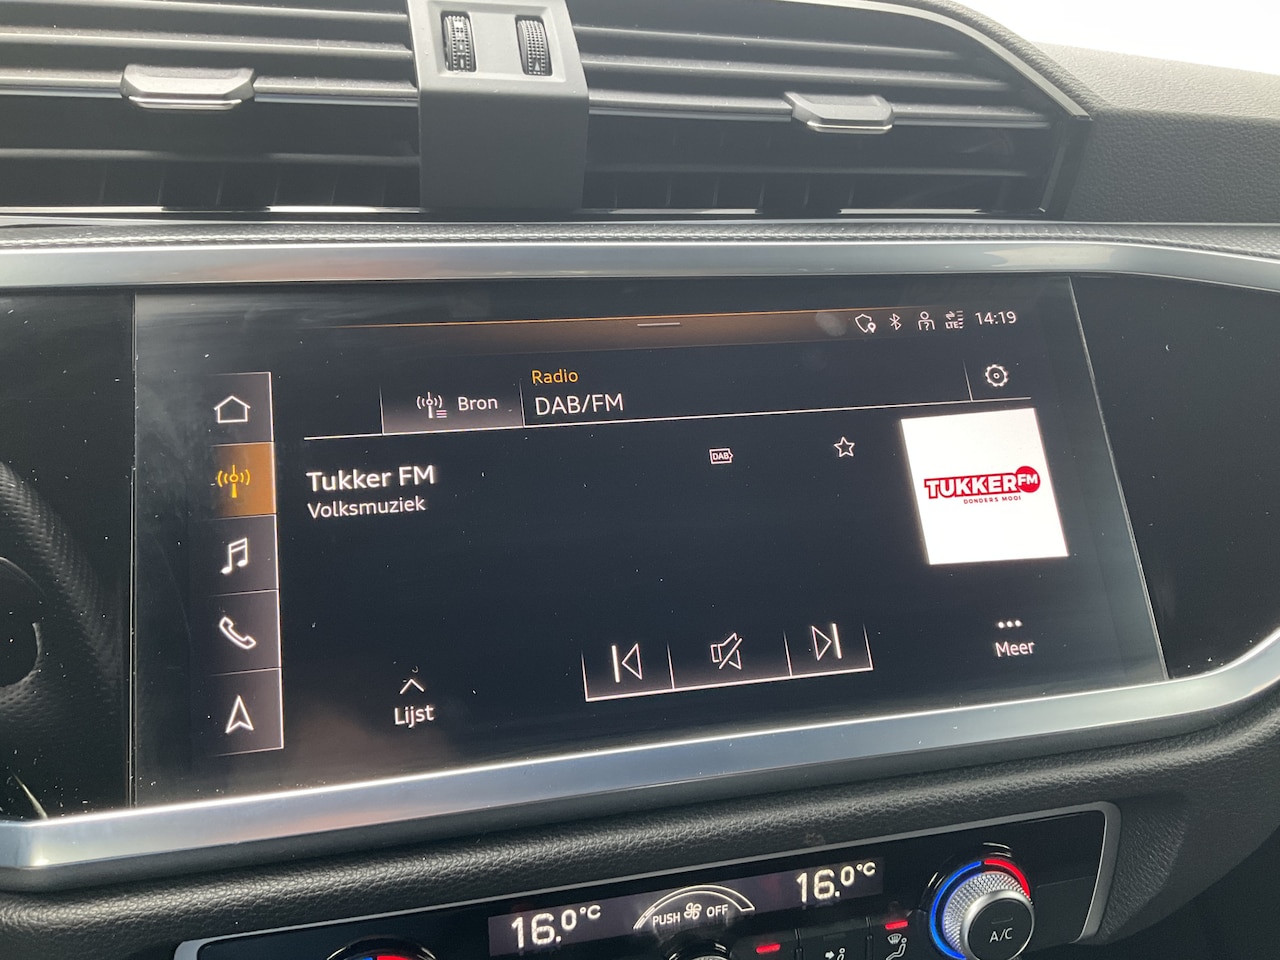 LTE 14:19
Radio
Bron DAB/FM
Tukker FM
DAB
Volksmuziek
TUKKER FM
DONDERS MOOI
Meer
Lijst
16.0°C
PUSH OFF
16.0°C
A/C